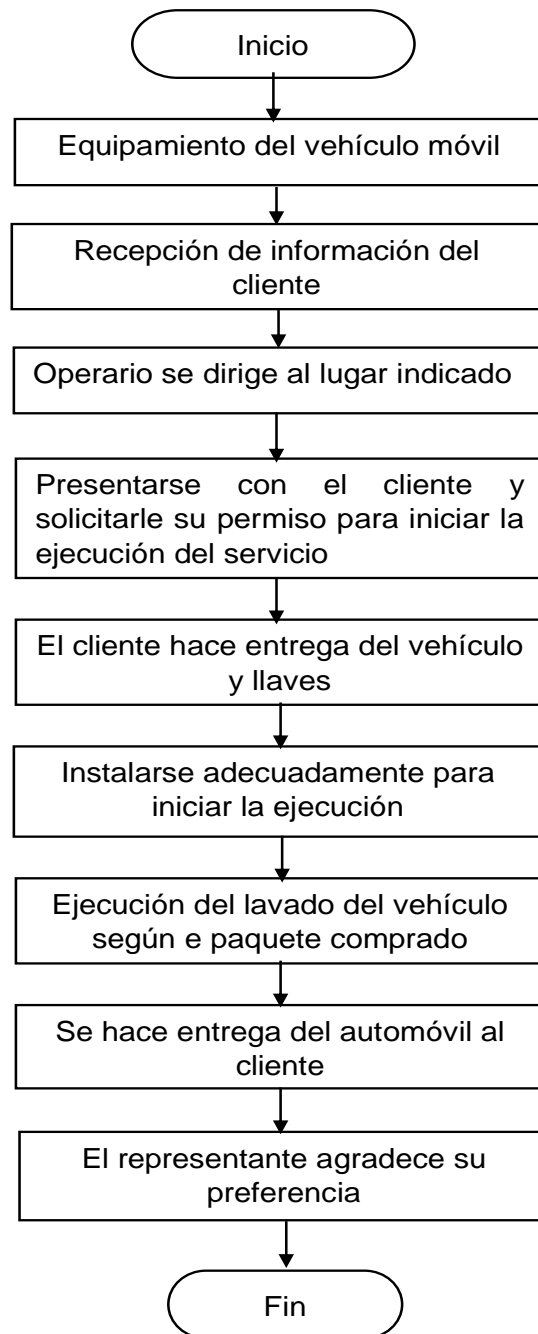 Inicio
Equipamiento del vehículo móvil
Recepción de información del
cliente
Operario se dirige al lugar indicado
Presentarse con el cliente y
solicitarle su permiso para iniciar la
ejecución del servicio
El cliente hace entrega del vehículo
y llaves
Instalarse adecuadamente para
iniciar la ejecución
Ejecución del lavado del vehículo
según e paquete comprado
Se hace entrega del automóvil al
cliente
El representante agradece su
preferencia
Fin